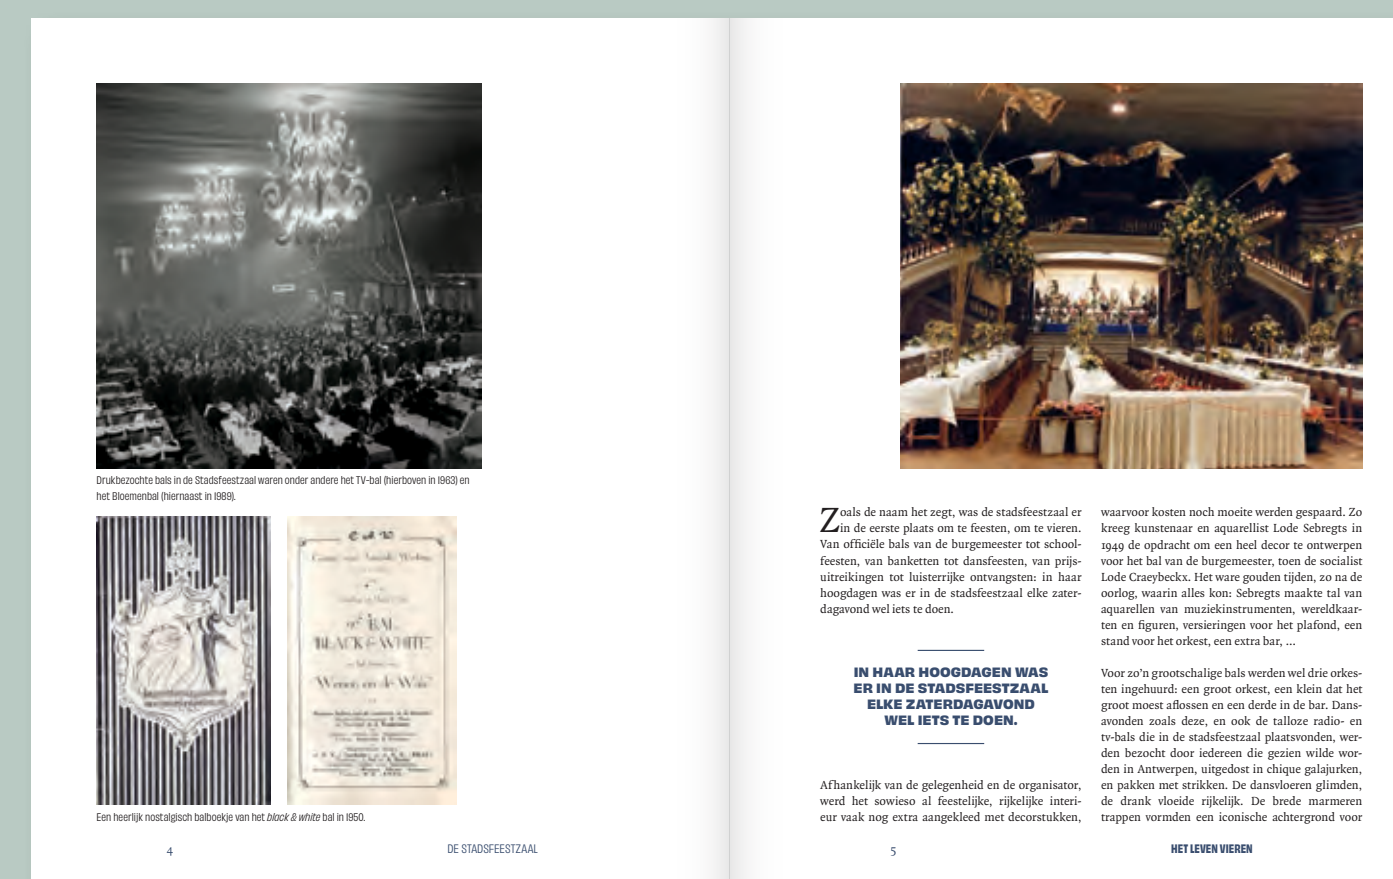 Drukbezochte bals in de Stadsfeestzaal waren onder andere het TV-bal (hierboven in 1963) en
het Bloemenbal (hiernaast in 1989).
BAL
BLACK & WHITE
Een heerlijk nostalgisch balboekje van het black & white bal in 1950.
4
DE STADSFEESTZAAL
Zoals de naam het zegt, was de stadsfeestzaal er
in de eerste plaats om te feesten, om te vieren.
Van officiële bals van de burgemeester tot school-
feesten, van banketten tot dansfeesten, van prijs-
uitreikingen tot luisterrijke ontvangsten: in haar
hoogdagen was er in de stadsfeestzaal elke zater-
dagavond wel iets te doen.
IN HAAR HOOGDAGEN WAS
ER IN DE STADSFEESTZAAL
ELKE ZATERDAGAVOND
WEL IETS TE DOEN.
Afhankelijk van de gelegenheid en de organisator,
werd het sowieso al feestelijke, rijkelijke interi-
eur vaak nog extra aangekleed met decorstukken,
waarvoor kosten noch moeite werden gespaard. Zo
kreeg kunstenaar en aquarellist Lode Sebregts in
1949 de opdracht om een heel decor te ontwerpen
voor het bal van de burgemeester, toen de socialist
Lode Craeybeckx. Het ware gouden tijden, zo na de
oorlog, waarin alles kon: Sebregts maakte tal van
aquarellen van muziekinstrumenten, wereldkaar-
ten en figuren, versieringen voor het plafond, een
stand voor het orkest, een extra bar, ...
Voor zo'n grootschalige bals werden wel drie orkes-
ten ingehuurd: een groot orkest, een klein dat het
groot moest aflossen en een derde in de bar. Dans-
avonden zoals deze, en ook de talloze radio- en
tv-bals die in de stadsfeestzaal plaatsvonden, wer-
den bezocht door iedereen die gezien wilde wor-
den in Antwerpen, uitgedost in chique galajurken,
en pakken met strikken. De dansvloeren glimden,
de drank vloeide rijkelijk. De brede marmeren
trappen vormden een iconische achtergrond voor
5
HET LEVEN VIEREN